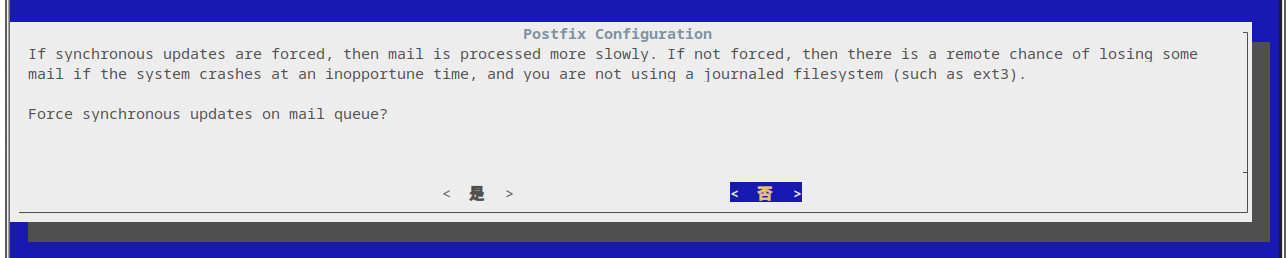 Postfix Configuration
If synchronous updates are forced, then mail is processed more slowly. If not forced, then there is a remote chance of losing some
mail if the system crashes at an inopportune time, and you are not using a journaled filesystem (such as ext3).
Force synchronous updates on mail queue?
< 是 > < 否 >